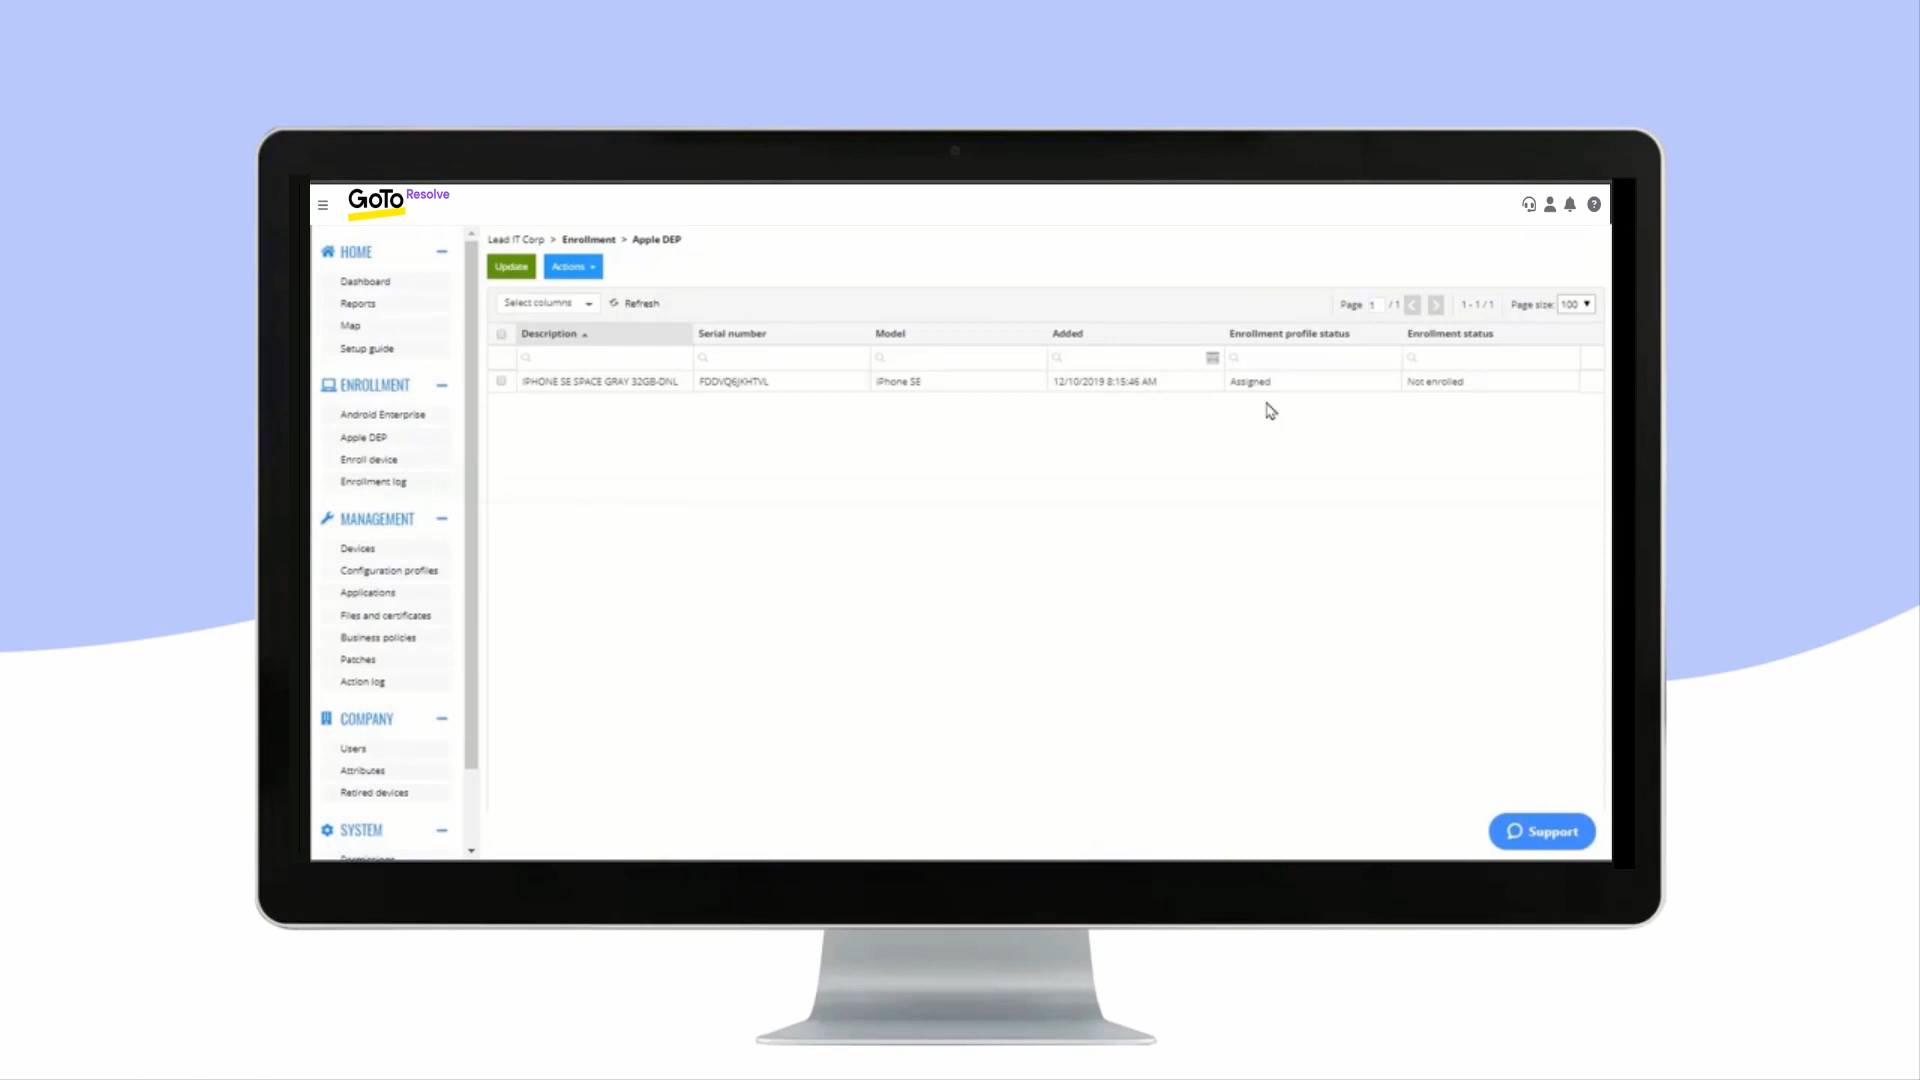 GoTo Resolve
HOME
Dashboard
Reports
Map
Setup guide
ENROLLMENT
Android Enterprise
Apple DEP
Enroll device
Enrollment log
MANAGEMENT
Devices
Configuration profiles
Applications
Files and certificates
Business policies
Patches
Action log
COMPANY
Users
Attributes
Retired devices
SYSTEM
Permissions
Lead IT Corp > Enrollment > Apple DEP
Update Actions
Select columns Refresh Page 1 / 1 1 - 1 / 1 Page size: 100
Description Serial number Model Added Enrollment profile status Enrollment status
IPHONE SE SPACE GRAY 32GB-DNL FDDVQ6JKHTVL iPhone SE 12/10/2019 8:15:46 AM Assigned Not enrolled
Support